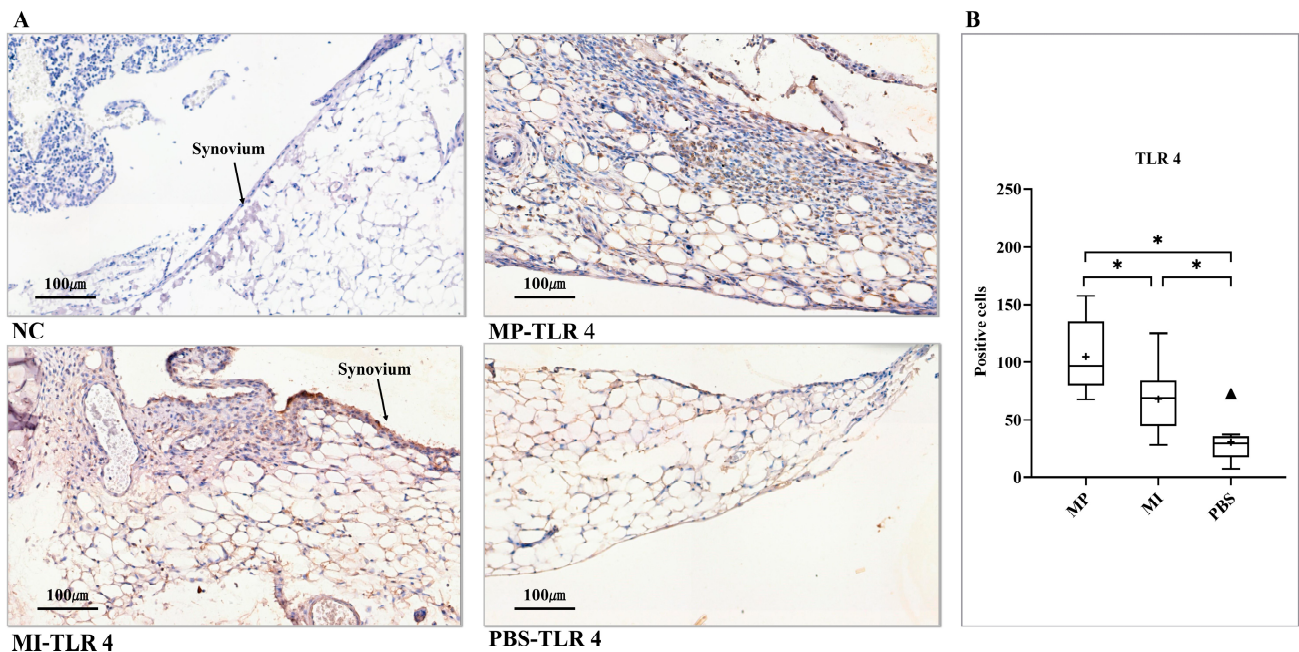 A
Synovium
100μm
NC
100μm
MP-TLR 4
Synovium
100μm
MI-TLR 4
100μm
PBS-TLR 4
B
TLR 4
Positive cells
250
200
150
100
50
0
*
*
*
MP
MI
PBS